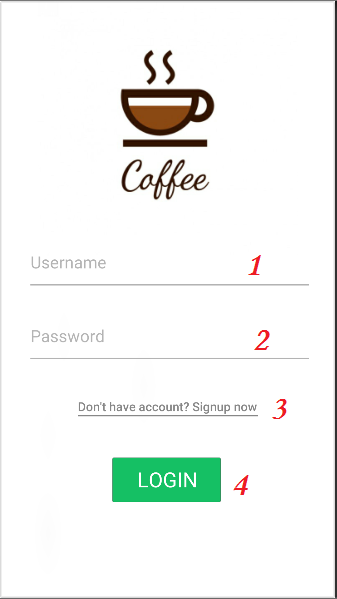 Coffee
Username 1
Password 2
Don't have account? Signup now 3
LOGIN 4